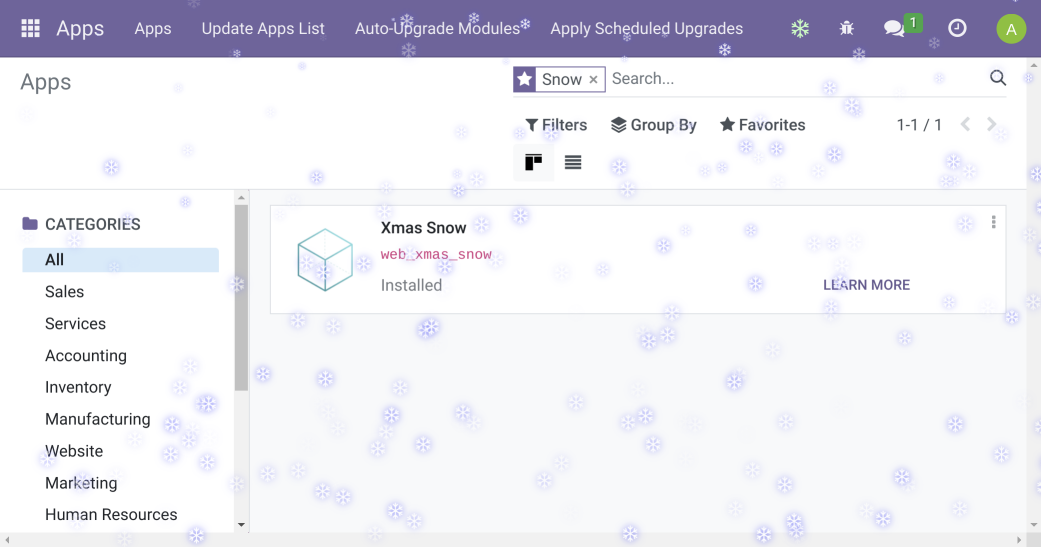 Apps Apps Update Apps List Auto-Upgrade Modules Apply Scheduled Upgrades 1 A
Apps
Snow × Search...
Filters Group By Favorites 1-1 / 1
CATEGORIES
All
Sales
Services
Accounting
Inventory
Manufacturing
Website
Marketing
Human Resources
Xmas Snow
web_xmas_snow
Installed
LEARN MORE